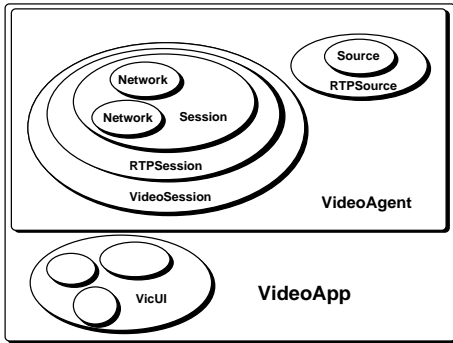 Source
RTPSource
Network
Network
Session
RTPSession
VideoSession
VideoAgent
VicUI
VideoApp